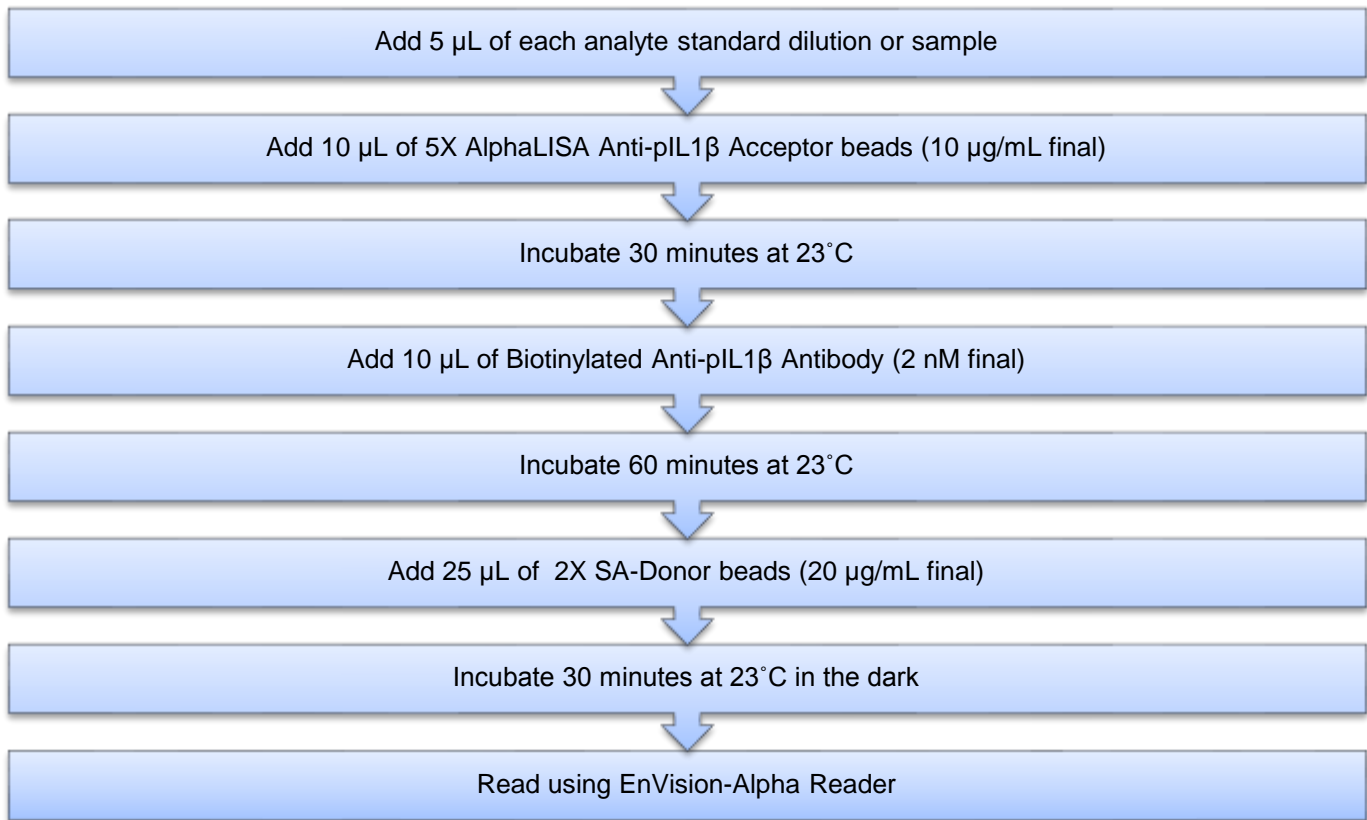 Add 5 µL of each analyte standard dilution or sample
Add 10 µL of 5X AlphaLISA Anti-pIL1β Acceptor beads (10 µg/mL final)
Incubate 30 minutes at 23˚C
Add 10 µL of Biotinylated Anti-pIL1β Antibody (2 nM final)
Incubate 60 minutes at 23˚C
Add 25 µL of  2X SA-Donor beads (20 µg/mL final)
Incubate 30 minutes at 23˚C in the dark
Read using EnVision-Alpha Reader